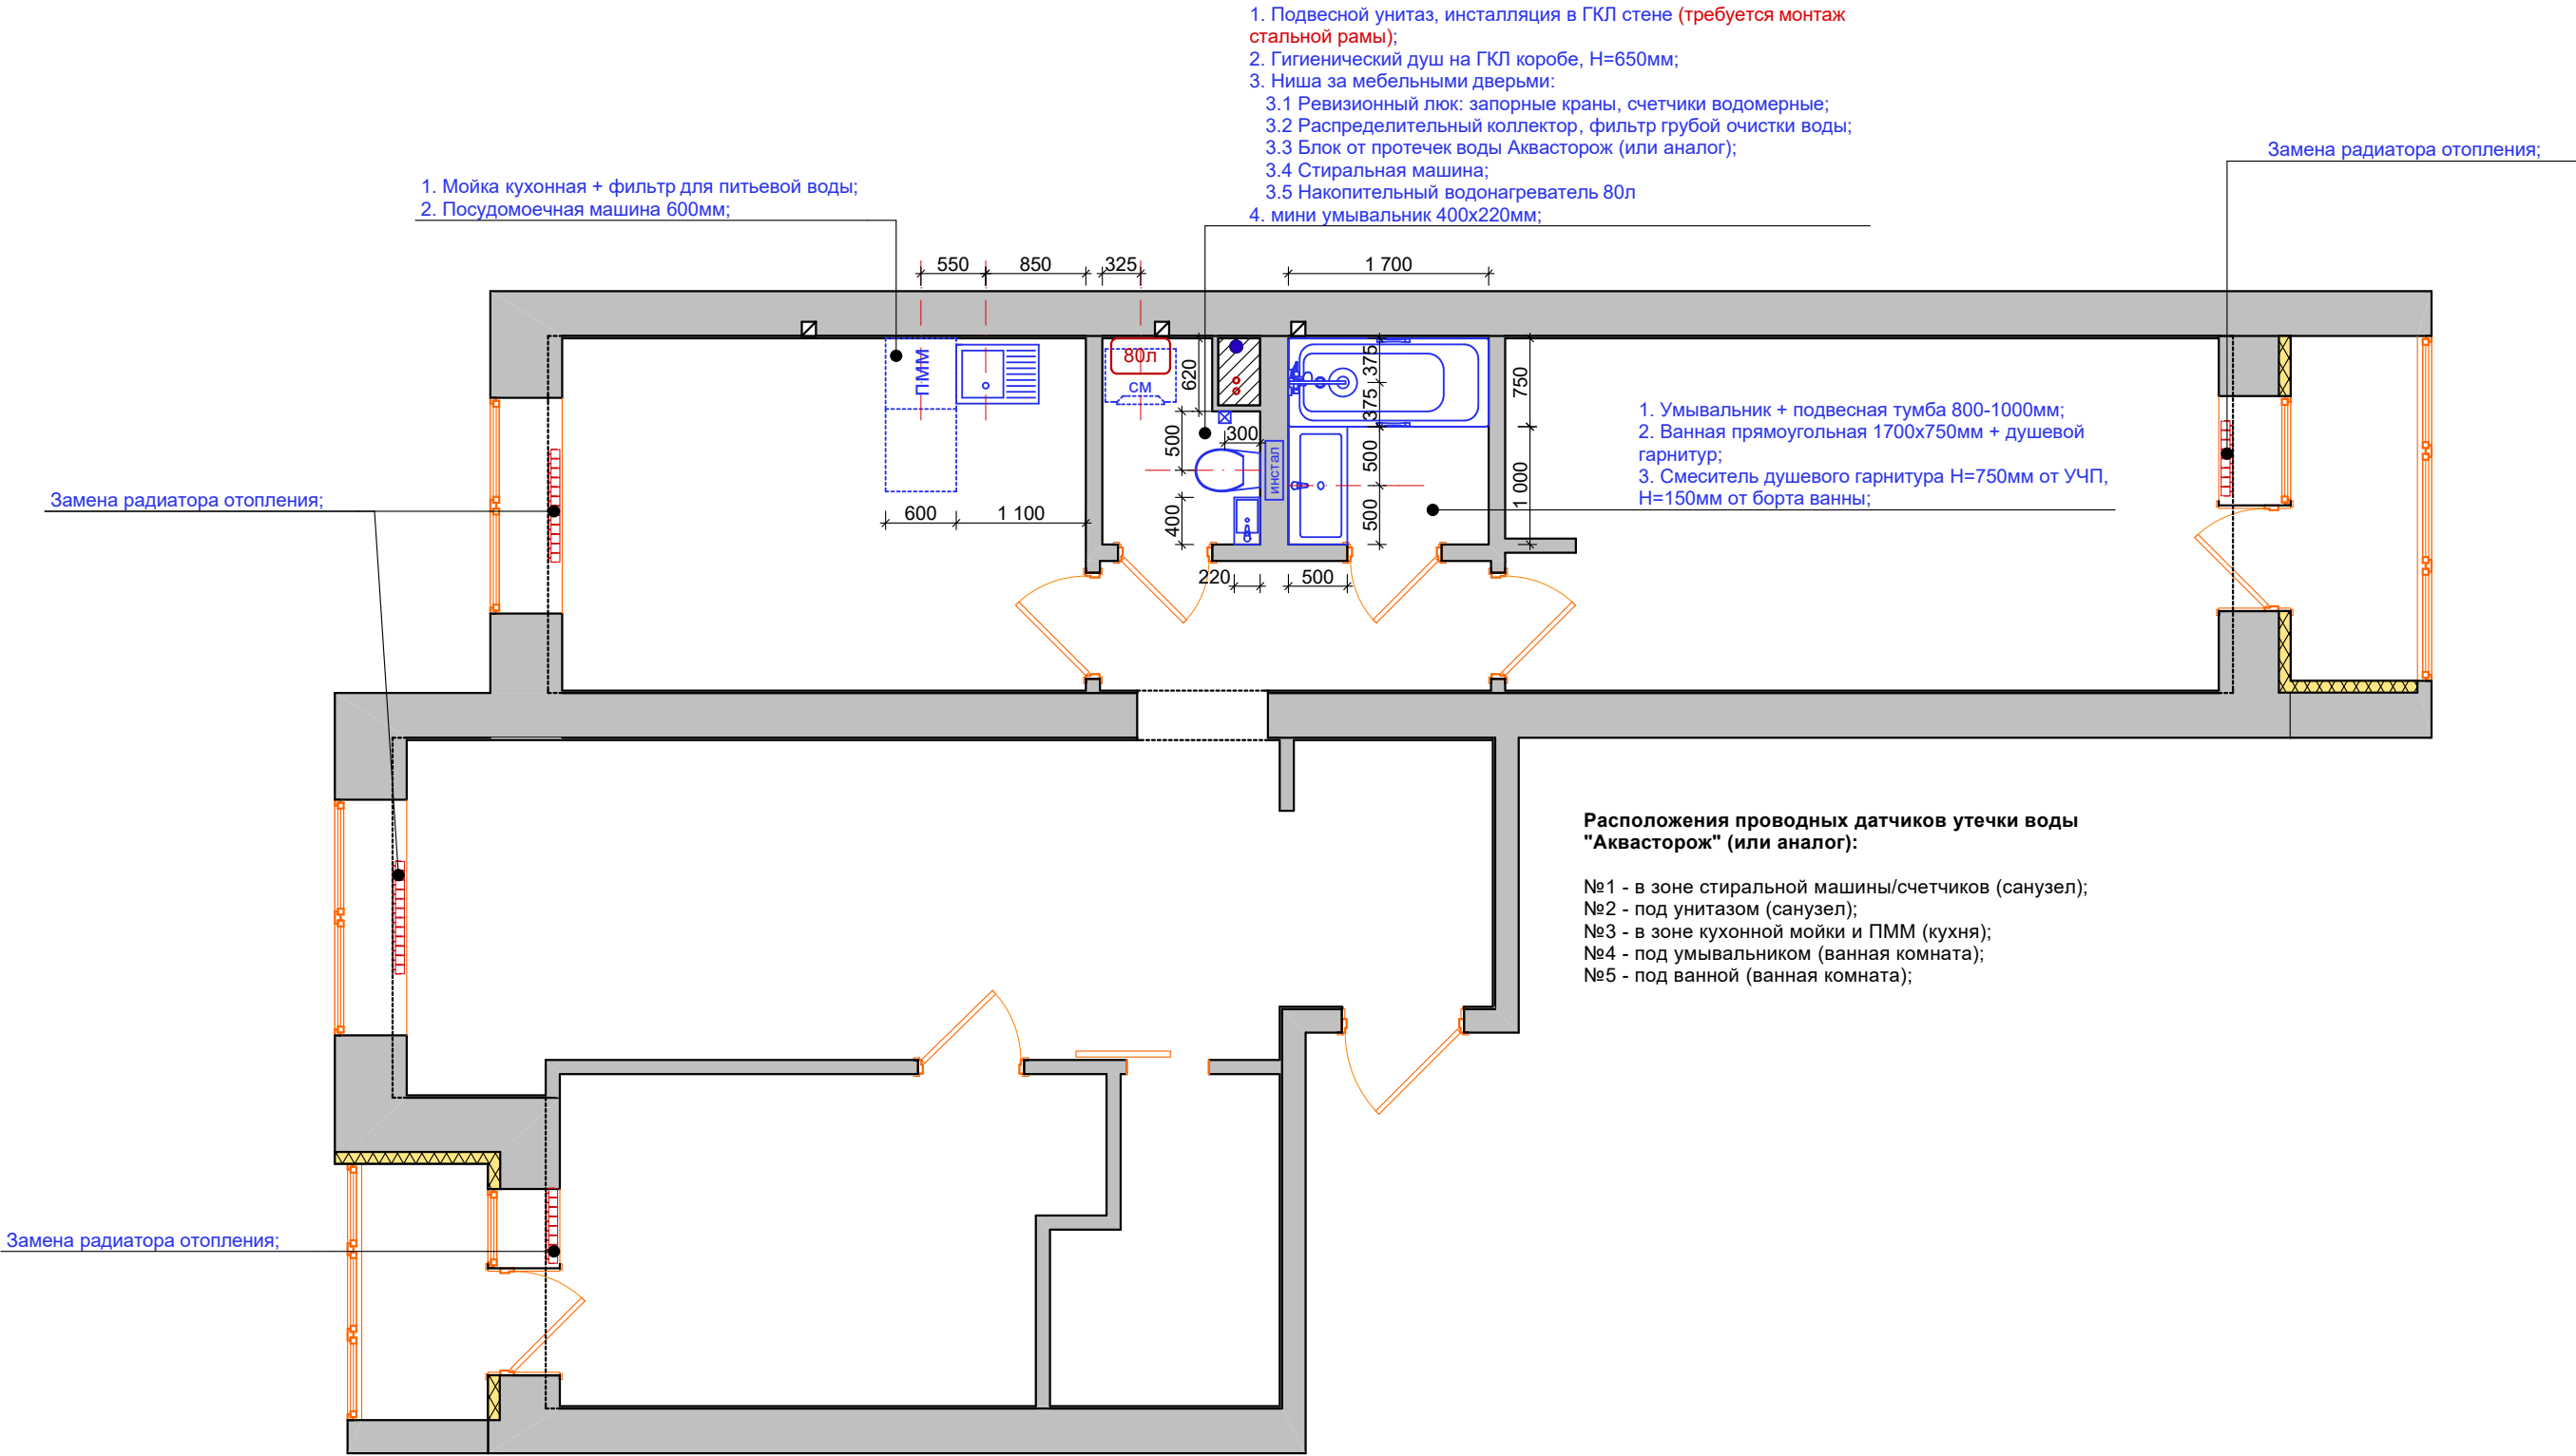 1. Подвесной унитаз, инсталляция в ГКЛ стене (требуется монтаж
стальной рамы);
2. Гигиенический душ на ГКЛ коробе, H=650мм;
3. Ниша за мебельными дверьми:
3.1 Ревизионный люк: запорные краны, счетчики водомерные;
3.2 Распределительный коллектор, фильтр грубой очистки воды;
3.3 Блок от протечек воды Аквасторож (или аналог);
3.4 Стиральная машина;
3.5 Накопительный водонагреватель 80л
4. мини умывальник 400х220мм;
Замена радиатора отопления;
1. Мойка кухонная + фильтр для питьевой воды;
2. Посудомоечная машина 600мм;
550
850
325
1 700
ПММ
80л
см
620
375
375
750
500
300
инстал
500
1 000
400
500
600
1 100
220
500
1. Умывальник + подвесная тумба 800-1000мм;
2. Ванная прямоугольная 1700х750мм + душевой
гарнитур;
3. Смеситель душевого гарнитура H=750мм от УЧП,
H=150мм от борта ванны;
Замена радиатора отопления;
Расположения проводных датчиков утечки воды
"Аквасторож" (или аналог):
№1 - в зоне стиральной машины/счетчиков (санузел);
№2 - под унитазом (санузел);
№3 - в зоне кухонной мойки и ПММ (кухня);
№4 - под умывальником (ванная комната);
№5 - под ванной (ванная комната);
Замена радиатора отопления;